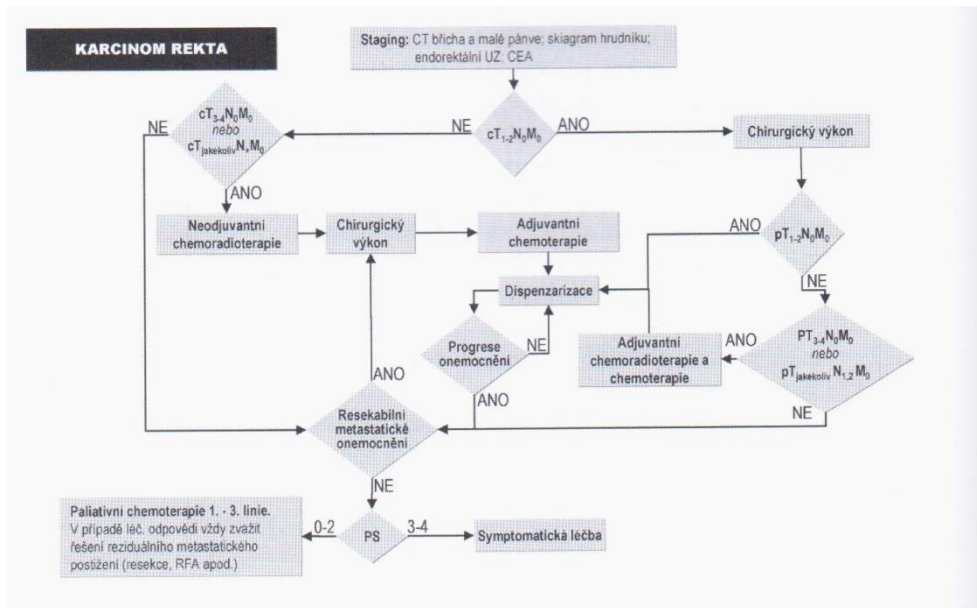 KARCINOM REKTA
Staging: CT břicha a malé pánve; skiagram hrudníku;
endorektální UZ; CEA
cT3-4N0M0
nebo
cTjakékolivN+M0
NE
NE
cT1-2N0M0
ANO
Chirurgický výkon
ANO
Neodjuvantní
chemoradioterapie
Chirurgický
výkon
Adjuvantní
chemoterapie
ANO
pT1-2N0M0
NE
Dispenzarizace
Progrese
onemocnění
NE
Adjuvantní
chemoradioterapie a
chemoterapie
ANO
PT3-4N0M0
nebo
pTjakékoliv N1,2 M0
ANO
ANO
NE
Resekabilní
metastatické
onemocnění
NE
Paliativní chemoterapie 1. - 3. linie.
V případě léč. odpovědi vždy zvažit
řešení reziduálního metastatického
postižení (resekce, RFA apod.)
0-2
PS
3-4
Symptomatická léčba